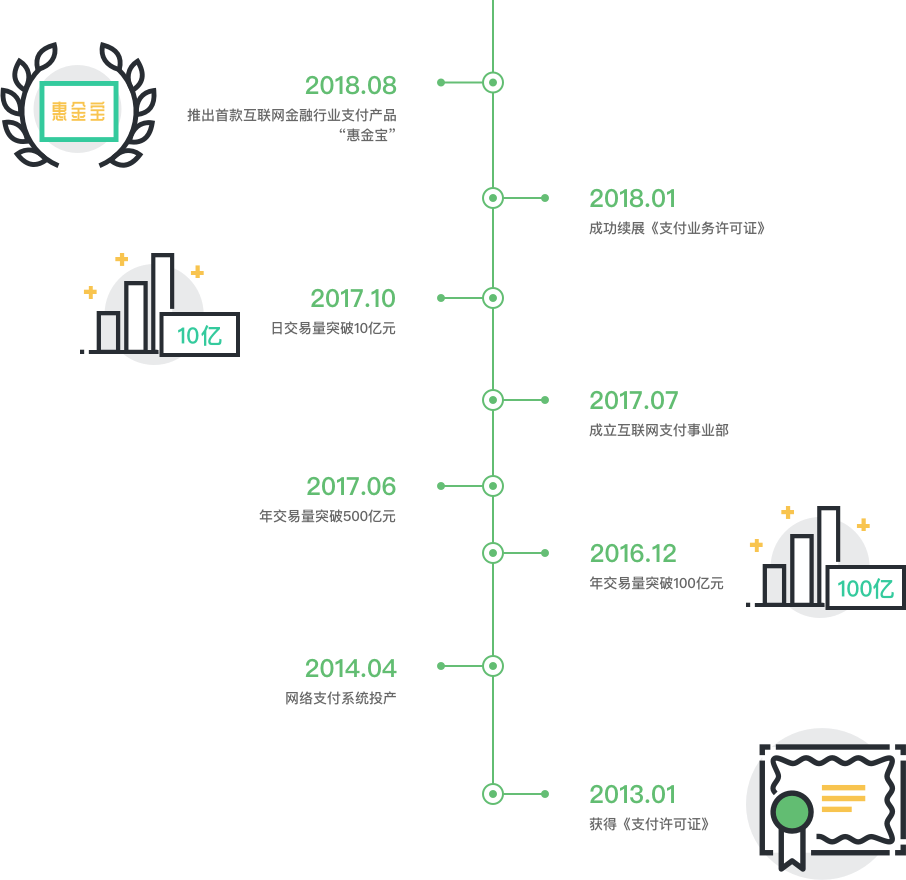 惠金宝
2018.08
推出首款互联网金融行业支付产品
“惠金宝”
2018.01
成功续展《支付业务许可证》
2017.10
日交易量突破10亿元
10亿
2017.07
成立互联网支付事业部
2017.06
年交易量突破500亿元
2016.12
年交易量突破100亿元
100亿
2014.04
网络支付系统投产
2013.01
获得《支付许可证》